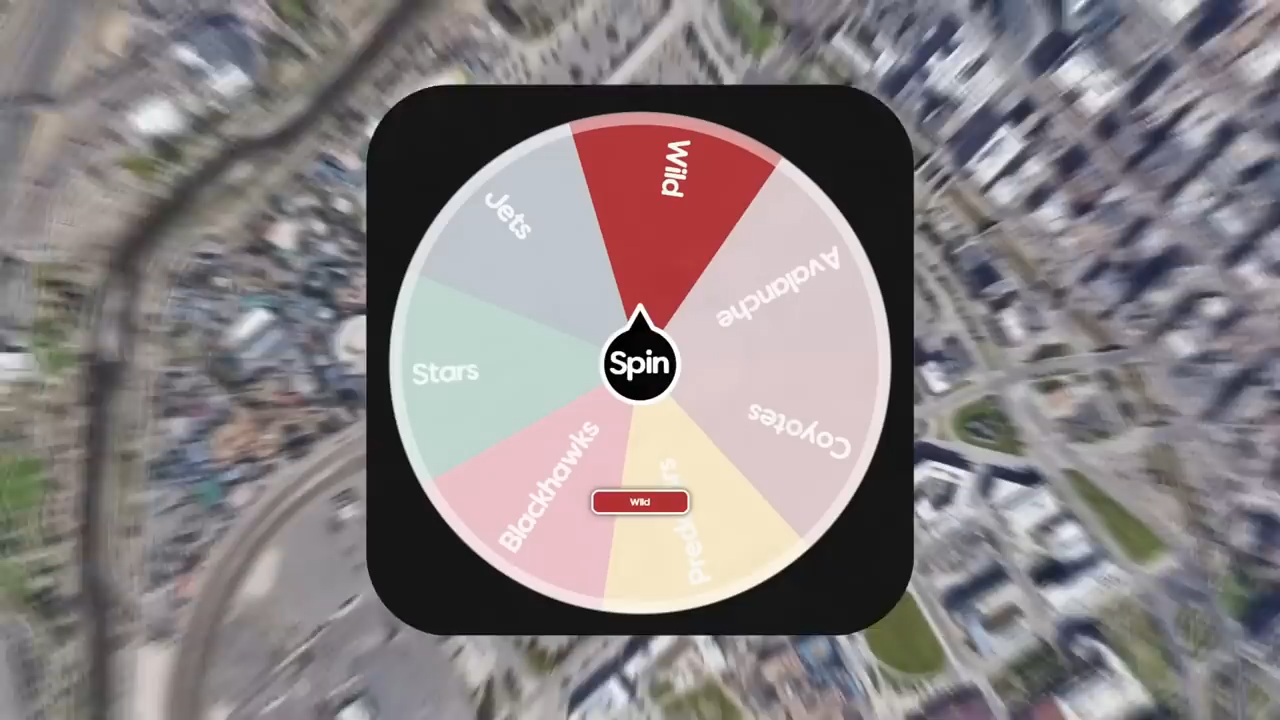 Wild
Jets
Avalanche
Spin
Stars
Coyotes
Blackhawks
Wild